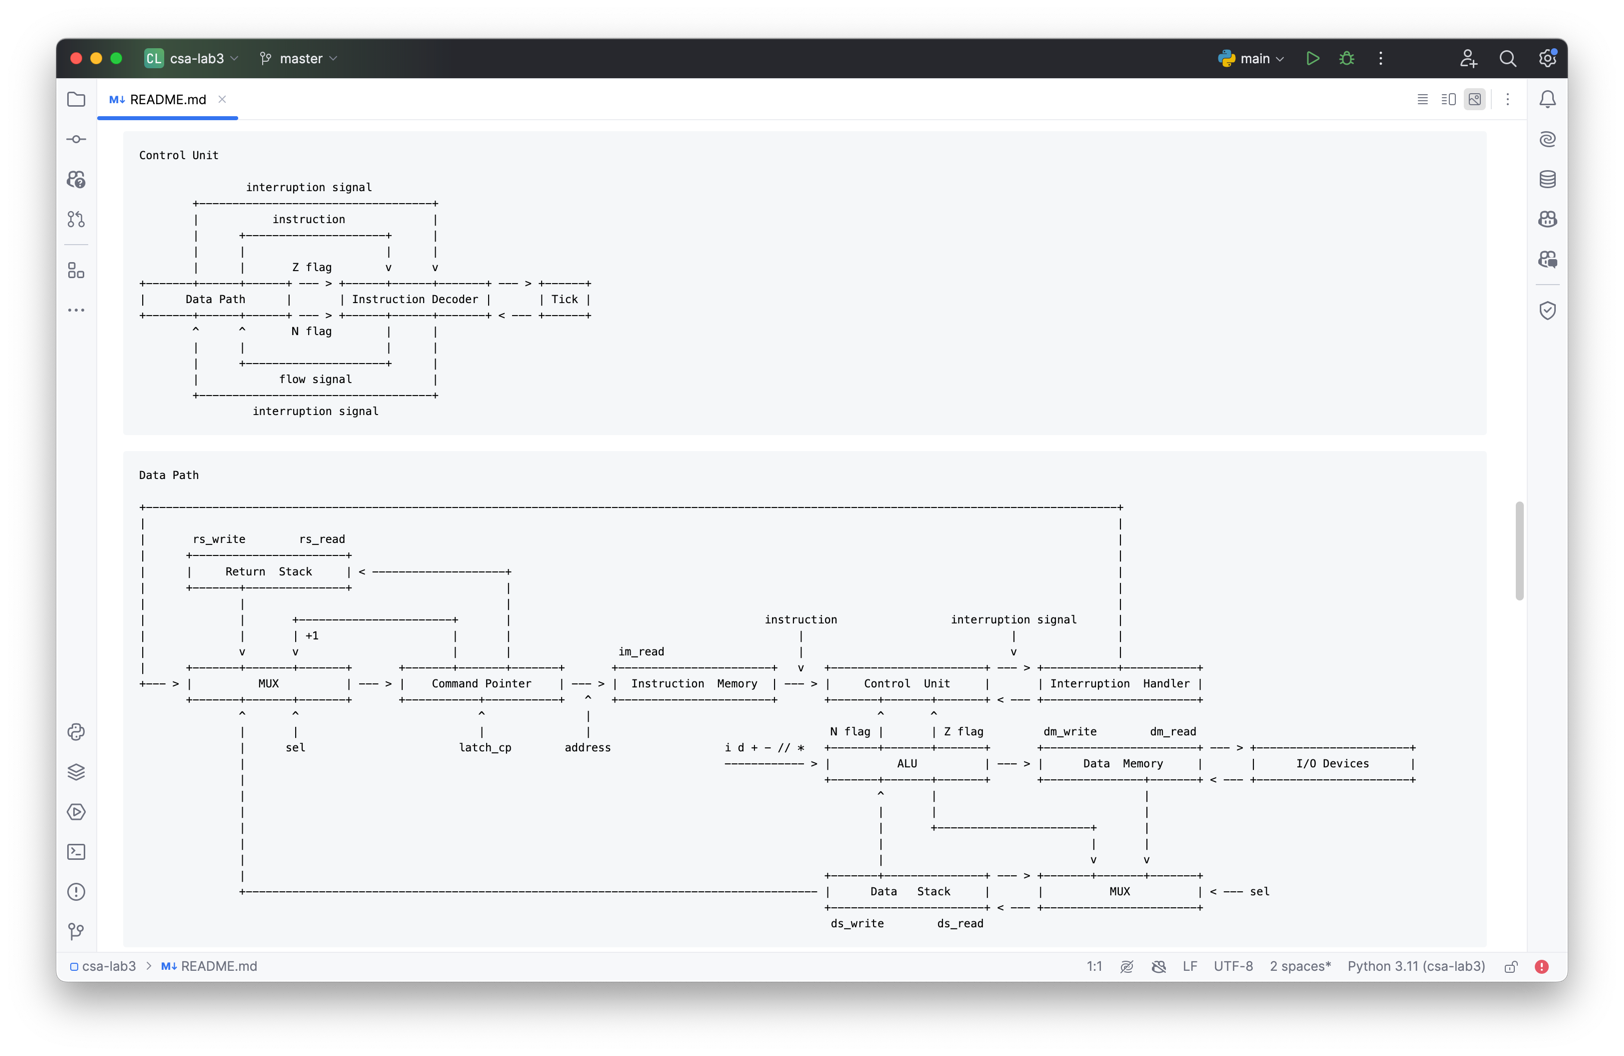 CL csa-lab3 master main
M↓ README.md
Control Unit
interruption signal
instruction
Z flag
Data Path Instruction Decoder Tick
N flag
flow signal
interruption signal
Data Path
rs_write rs_read
Return Stack
instruction interruption signal
+1
im_read
MUX Command Pointer Instruction Memory Control Unit Interruption Handler
N flag Z flag dm_write dm_read
sel latch_cp address i d + - // *
ALU Data Memory I/O Devices
Data Stack MUX sel
ds_write ds_read
csa-lab3 > M↓ README.md 1:1 LF UTF-8 2 spaces* Python 3.11 (csa-lab3)